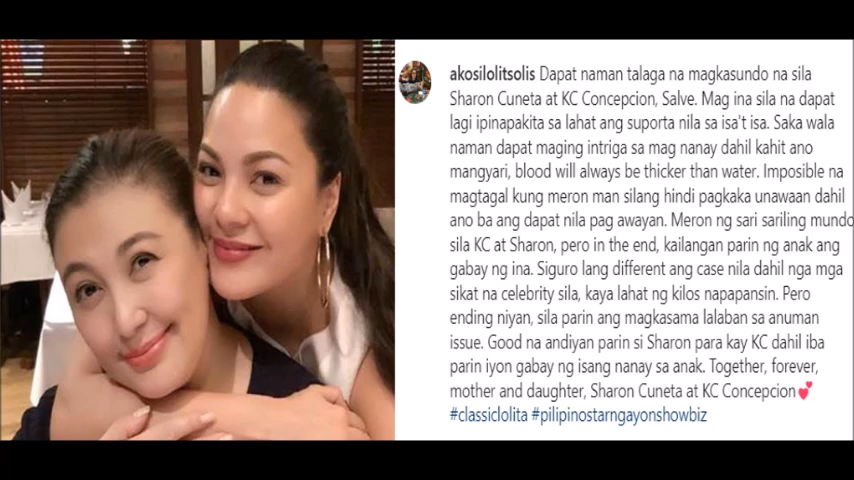 akosilolitsolis Dapat naman talaga na magkasundo na sila
Sharon Cuneta at KC Concepcion, Salve. Mag ina sila na dapat
lagi ipinapakita sa lahat ang suporta nila sa isa't isa. Saka wala
naman dapat maging intriga sa mag nanay dahil kahit ano
mangyari, blood will always be thicker than water. Imposible na
magtagal kung meron man silang hindi pagkaka unawaan dahil
ano ba ang dapat nila pag awayan. Meron ng sari sariling mundo
sila KC at Sharon, pero in the end, kailangan parin ng anak ang
gabay ng ina. Siguro lang different ang case nila dahil nga mga
sikat na celebrity sila, kaya lahat ng kilos napapansin. Pero
ending niyan, sila parin ang magkasama lalaban sa anuman
issue. Good na andiyan parin si Sharon para kay KC dahil iba
parin iyon gabay ng isang nanay sa anak. Together, forever,
mother and daughter, Sharon Cuneta at KC Concepcion💕
#classiclolita #pilipinostarngayonshowbiz